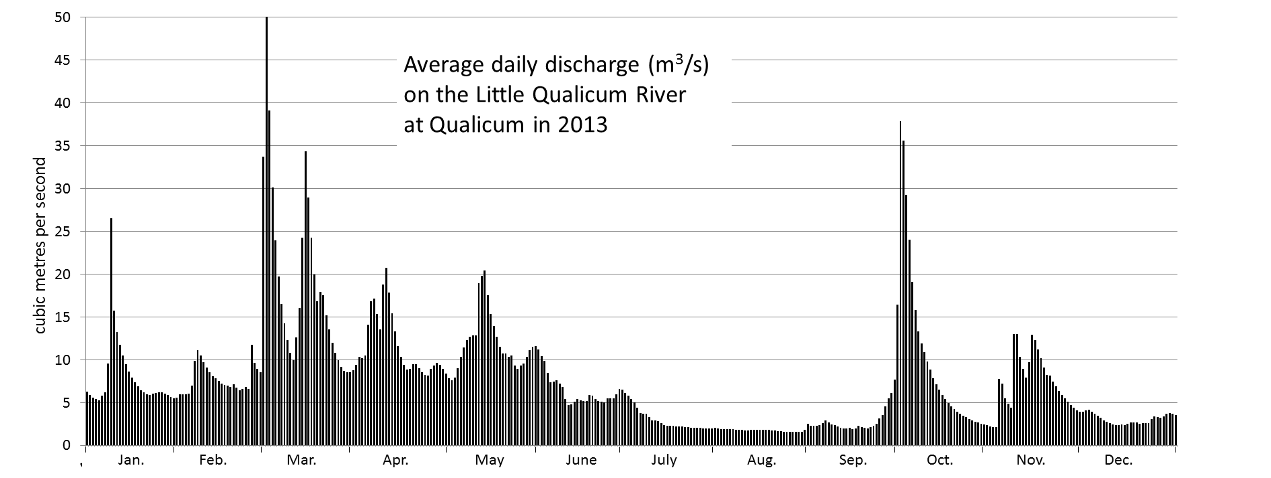 50
45
Average daily discharge (m³/s)
on the Little Qualicum River
at Qualicum in 2013
40
35
30
25
20
15
10
5
0
cubic metres per second
Jan. Feb. Mar. Apr. May June July Aug. Sep. Oct. Nov. Dec.